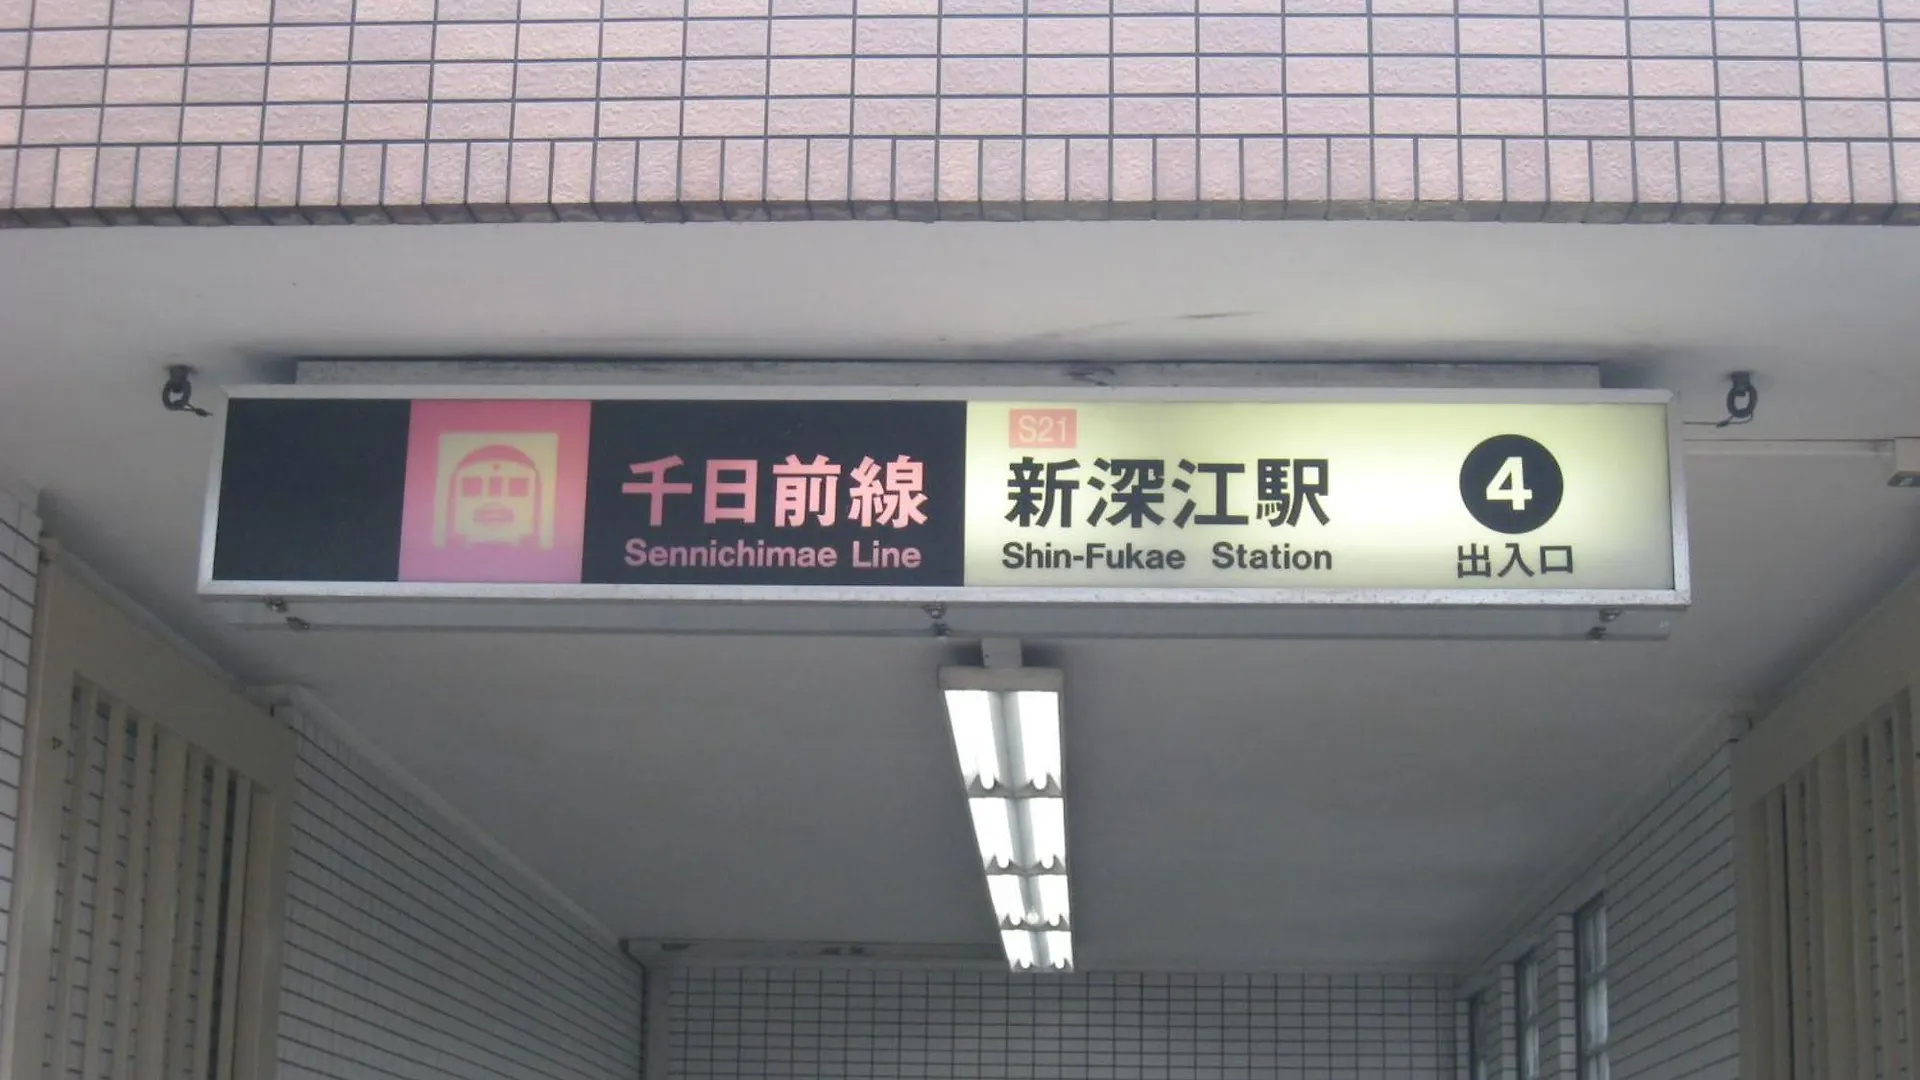 千日前線
Sennichimae Line
S21
新深江駅
Shin-Fukae Station
4
出入口